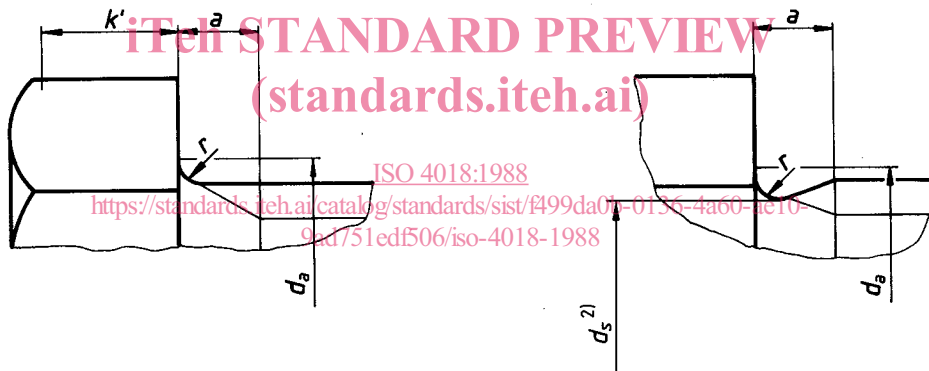 k' a a
iTeh STANDARD PREVIEW
(standards.iteh.ai)
r r
ISO 4018:1988
https://standards.iteh.ai/catalog/standards/sist/f499da0b-0136-4a60-ae10-
9ad751edf506/iso-4018-1988
da da
ds 2)